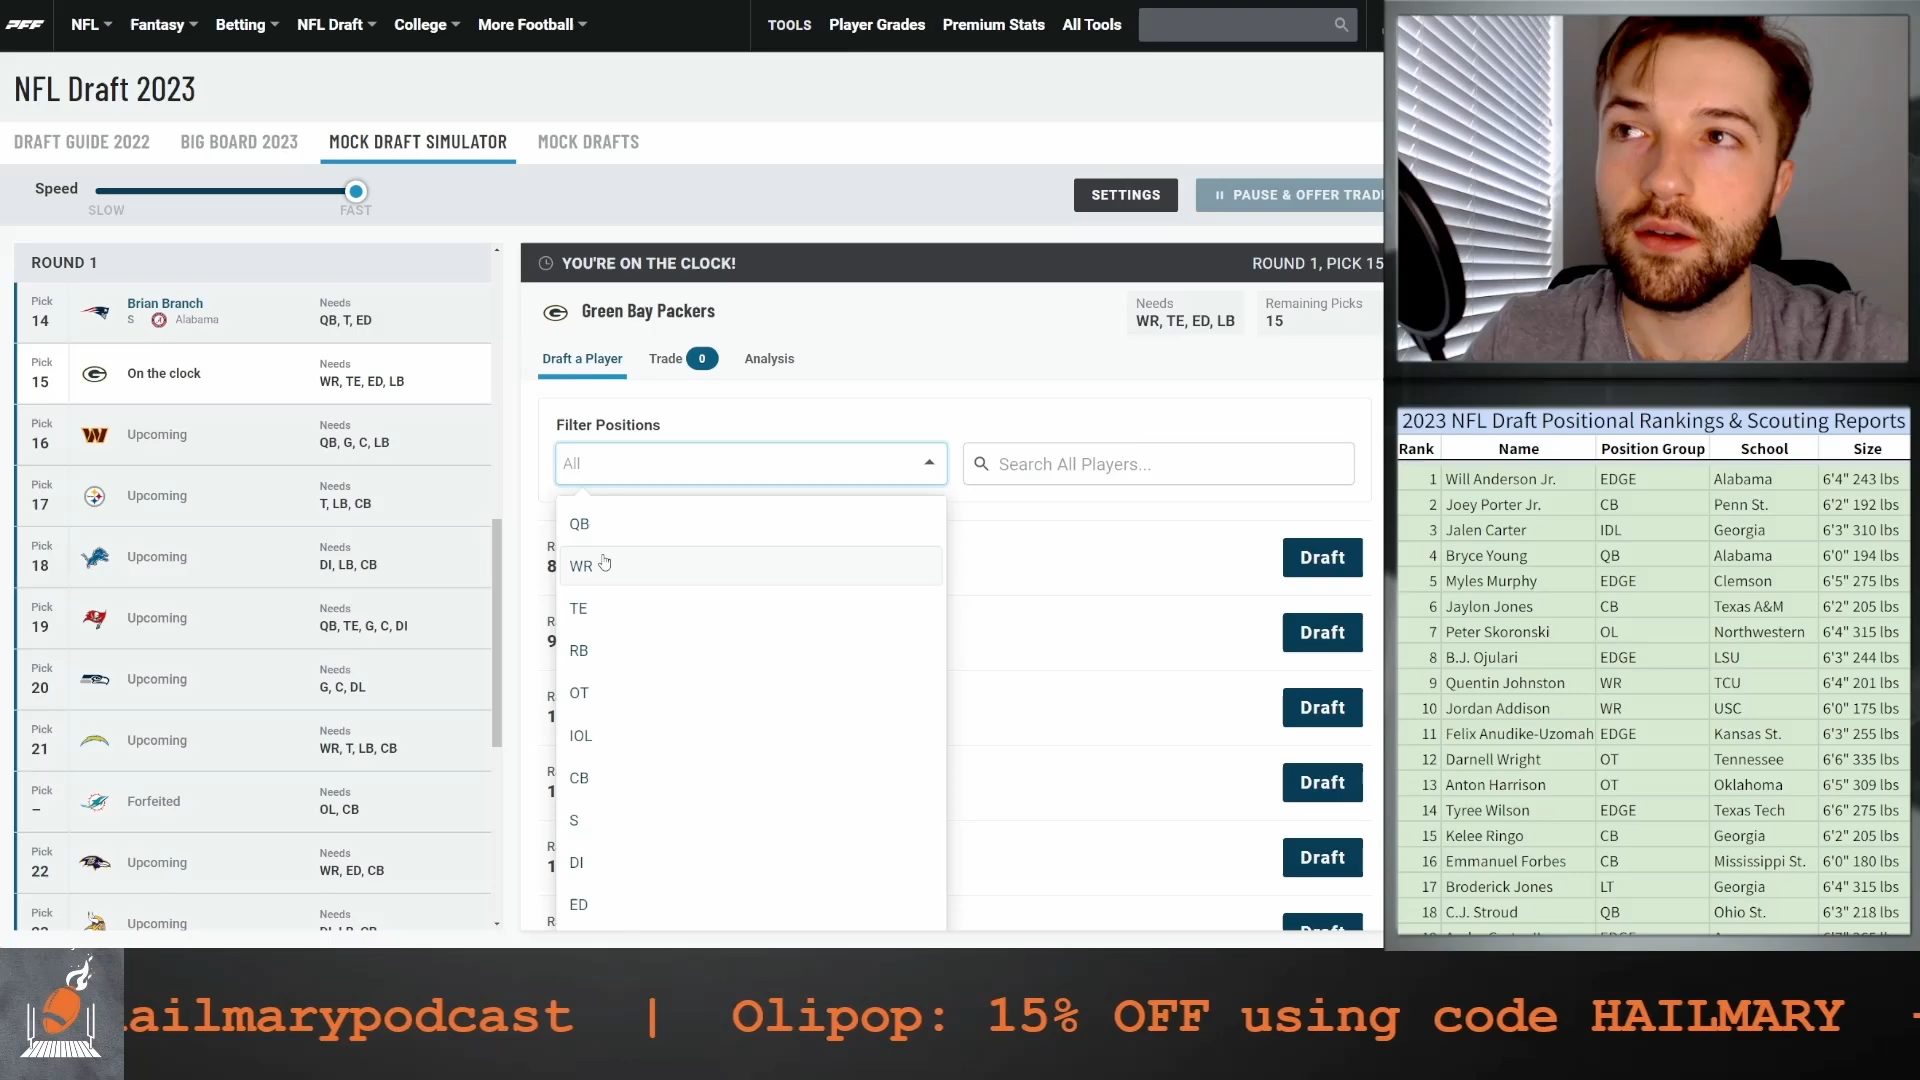 PFF NFL Fantasy Betting NFL Draft College More Football TOOLS Player Grades Premium Stats All Tools
NFL Draft 2023
DRAFT GUIDE 2022 BIG BOARD 2023 MOCK DRAFT SIMULATOR MOCK DRAFTS
Speed
SLOW FAST
SETTINGS
PAUSE & OFFER TRAD
ROUND 1
Pick 14 Brian Branch S Alabama Needs QB, T, ED
Pick 15 On the clock Needs WR, TE, ED, LB
Pick 16 Upcoming Needs QB, G, C, LB
Pick 17 Upcoming Needs T, LB, CB
Pick 18 Upcoming Needs DI, LB, CB
Pick 19 Upcoming Needs QB, TE, G, C, DI
Pick 20 Upcoming Needs G, C, DL
Pick 21 Upcoming Needs WR, T, LB, CB
Pick – Forfeited Needs OL, CB
Pick 22 Upcoming Needs WR, ED, CB
Pick Upcoming Needs
YOU'RE ON THE CLOCK! ROUND 1, PICK 15
Green Bay Packers
Needs
WR, TE, ED, LB
Remaining Picks
15
Draft a Player Trade 0 Analysis
Filter Positions
All
Search All Players...
QB
WR
TE
RB
OT
IOL
CB
S
DI
ED
Draft
Draft
Draft
Draft
Draft
Draft
2023 NFL Draft Positional Rankings & Scouting Reports
Rank Name Position Group School Size
1 Will Anderson Jr. EDGE Alabama 6'4" 243 lbs
2 Joey Porter Jr. CB Penn St. 6'2" 192 lbs
3 Jalen Carter IDL Georgia 6'3" 310 lbs
4 Bryce Young QB Alabama 6'0" 194 lbs
5 Myles Murphy EDGE Clemson 6'5" 275 lbs
6 Jaylon Jones CB Texas A&M 6'2" 205 lbs
7 Peter Skoronski OL Northwestern 6'4" 315 lbs
8 B.J. Ojulari EDGE LSU 6'3" 244 lbs
9 Quentin Johnston WR TCU 6'4" 201 lbs
10 Jordan Addison WR USC 6'0" 175 lbs
11 Felix Anudike-Uzomah EDGE Kansas St. 6'3" 255 lbs
12 Darnell Wright OT Tennessee 6'6" 335 lbs
13 Anton Harrison OT Oklahoma 6'5" 309 lbs
14 Tyree Wilson EDGE Texas Tech 6'6" 275 lbs
15 Kelee Ringo CB Georgia 6'2" 205 lbs
16 Emmanuel Forbes CB Mississippi St. 6'0" 180 lbs
17 Broderick Jones LT Georgia 6'4" 315 lbs
18 C.J. Stroud QB Ohio St. 6'3" 218 lbs
ailmarypodcast | Olipop: 15% OFF using code HAILMARY